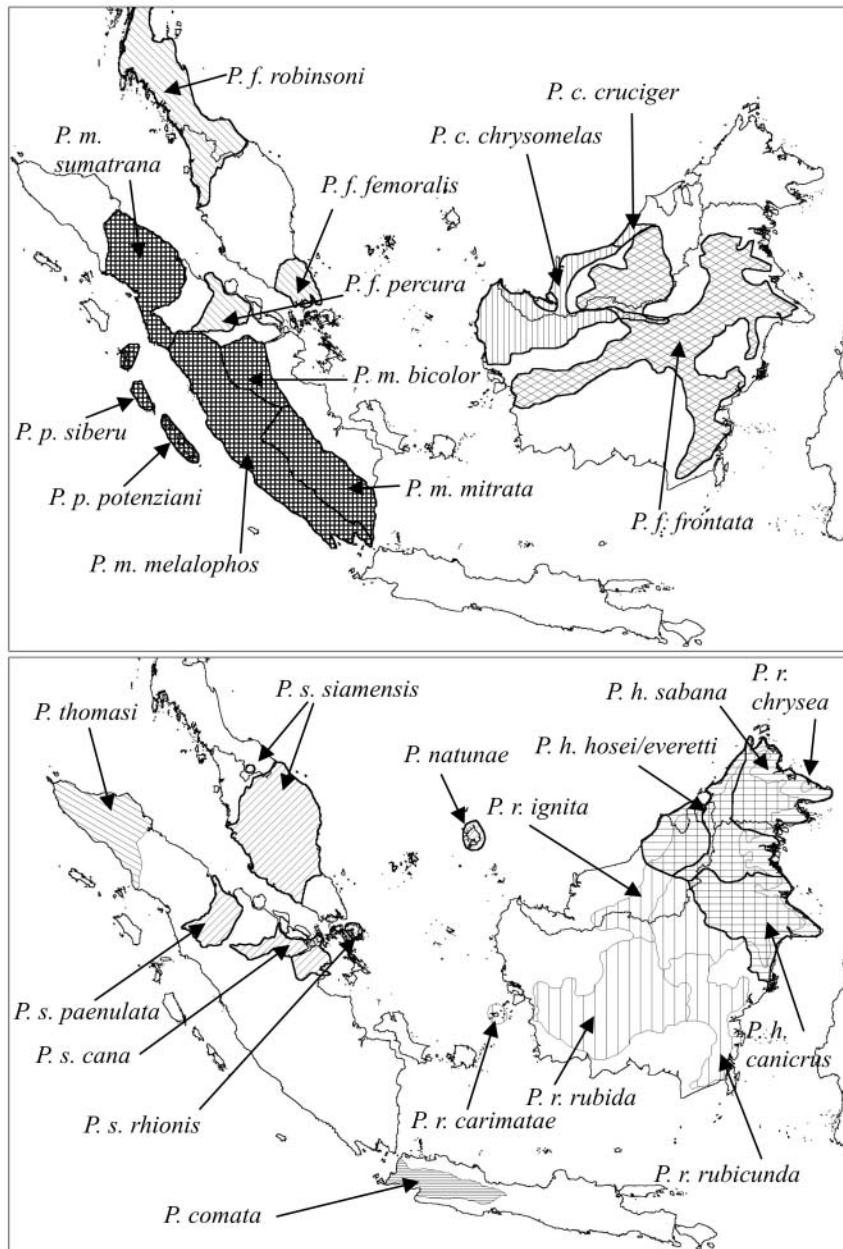 P. f. robinsoni
P. c. cruciger
P. m.
sumatrana
P. c. chrysomelas
P. f. femoralis
P. f. percura
P. m. bicolor
P. p. siberu
P. p. potenziani
P. m. mitrata
P. f. frontata
P. m. melalophos
P. s. siamensis
P. r.
chrysea
P. h. sabana
P. thomasi
P. natunae
P. h. hosei/everetti
P. r. ignita
P. s. paenulata
P. h.
canicrus
P. s. cana
P. r. rubida
P. s. rhionis
P. r. carimatae
P. r. rubicunda
P. comata